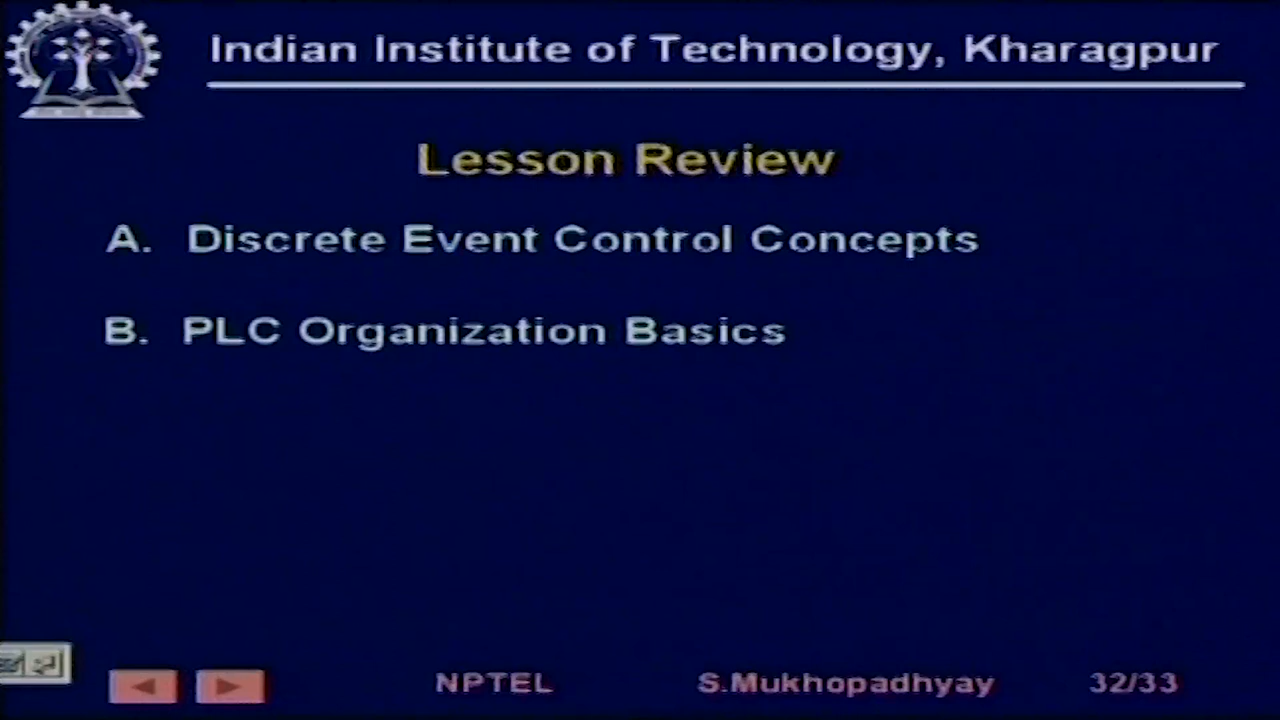 Indian Institute of Technology, Kharagpur
Lesson Review
A. Discrete Event Control Concepts
B. PLC Organization Basics
NPTEL S.Mukhopadhyay 32/33